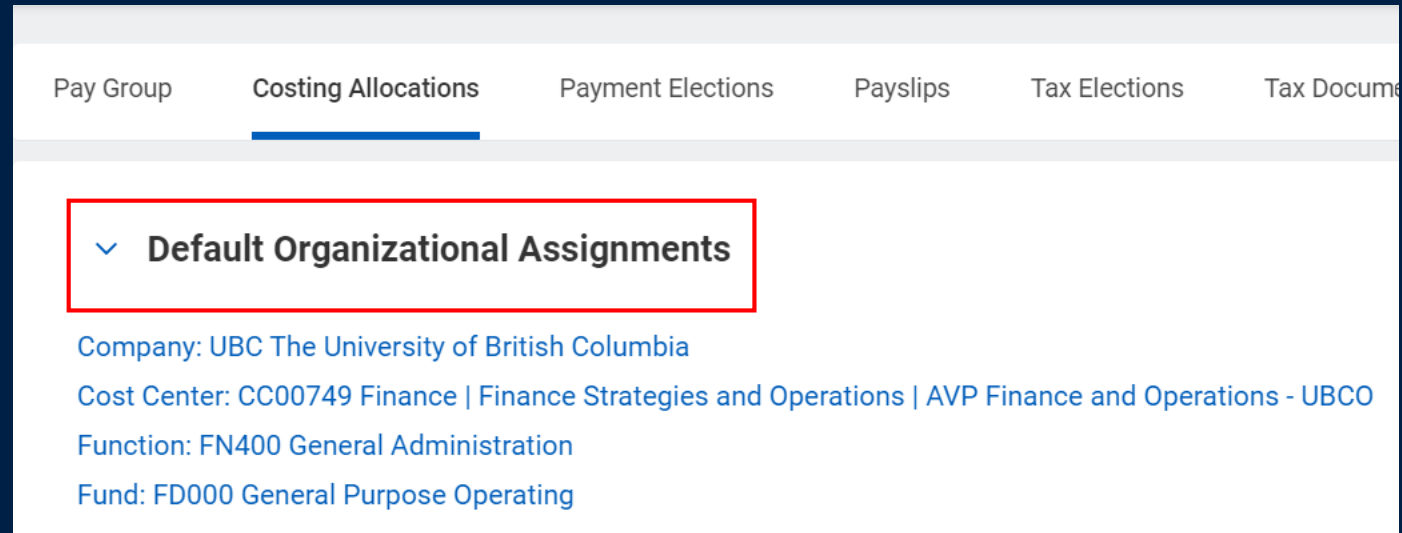 Pay Group Costing Allocations Payment Elections Payslips Tax Elections Tax Docume
Default Organizational Assignments
Company: UBC The University of British Columbia
Cost Center: CC00749 Finance | Finance Strategies and Operations | AVP Finance and Operations - UBCO
Function: FN400 General Administration
Fund: FD000 General Purpose Operating